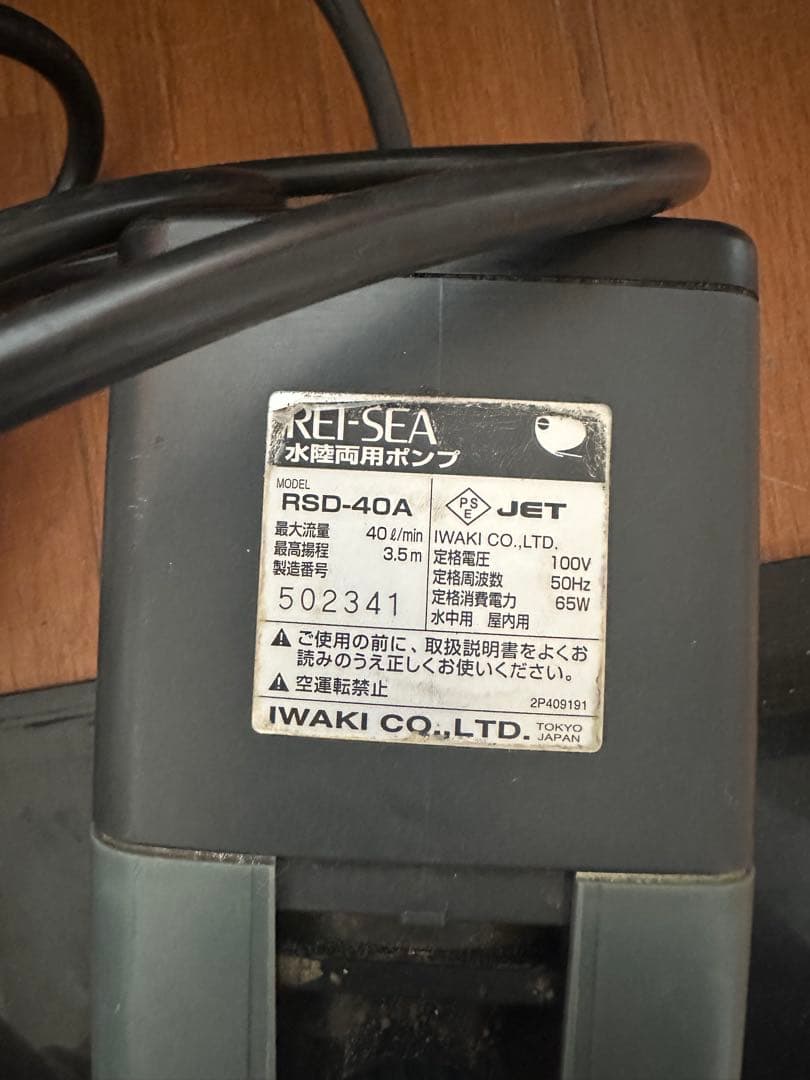 REI-SEA
水陸両用ポンプ
MODEL
RSD-40A
最大流量 40ℓ/min
最高揚程 3.5m
製造番号
502341
PSE JET
IWAKI CO.,LTD.
定格電圧 100V
定格周波数 50Hz
定格消費電力 65W
水中用 屋内用
ご使用の前に、取扱説明書をよくお
読みのうえ正しくお使いください。
空運転禁止
2P409191
IWAKI CO.,LTD. TOKYO
JAPAN